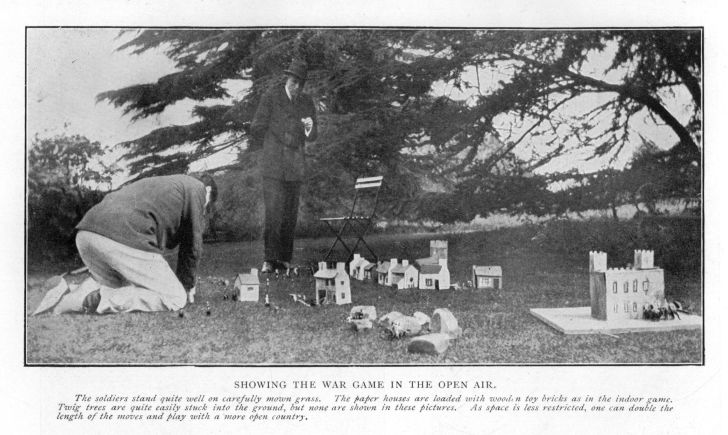 SHOWING THE WAR GAME IN THE OPEN AIR.
The soldiers stand quite well on carefully mown grass. The paper houses are loaded with wooden toy bricks as in the indoor game.
Twig trees are quite easily stuck into the ground, but none are shown in these pictures. As space is less restricted, one can double the
length of the moves and play with a more open country.